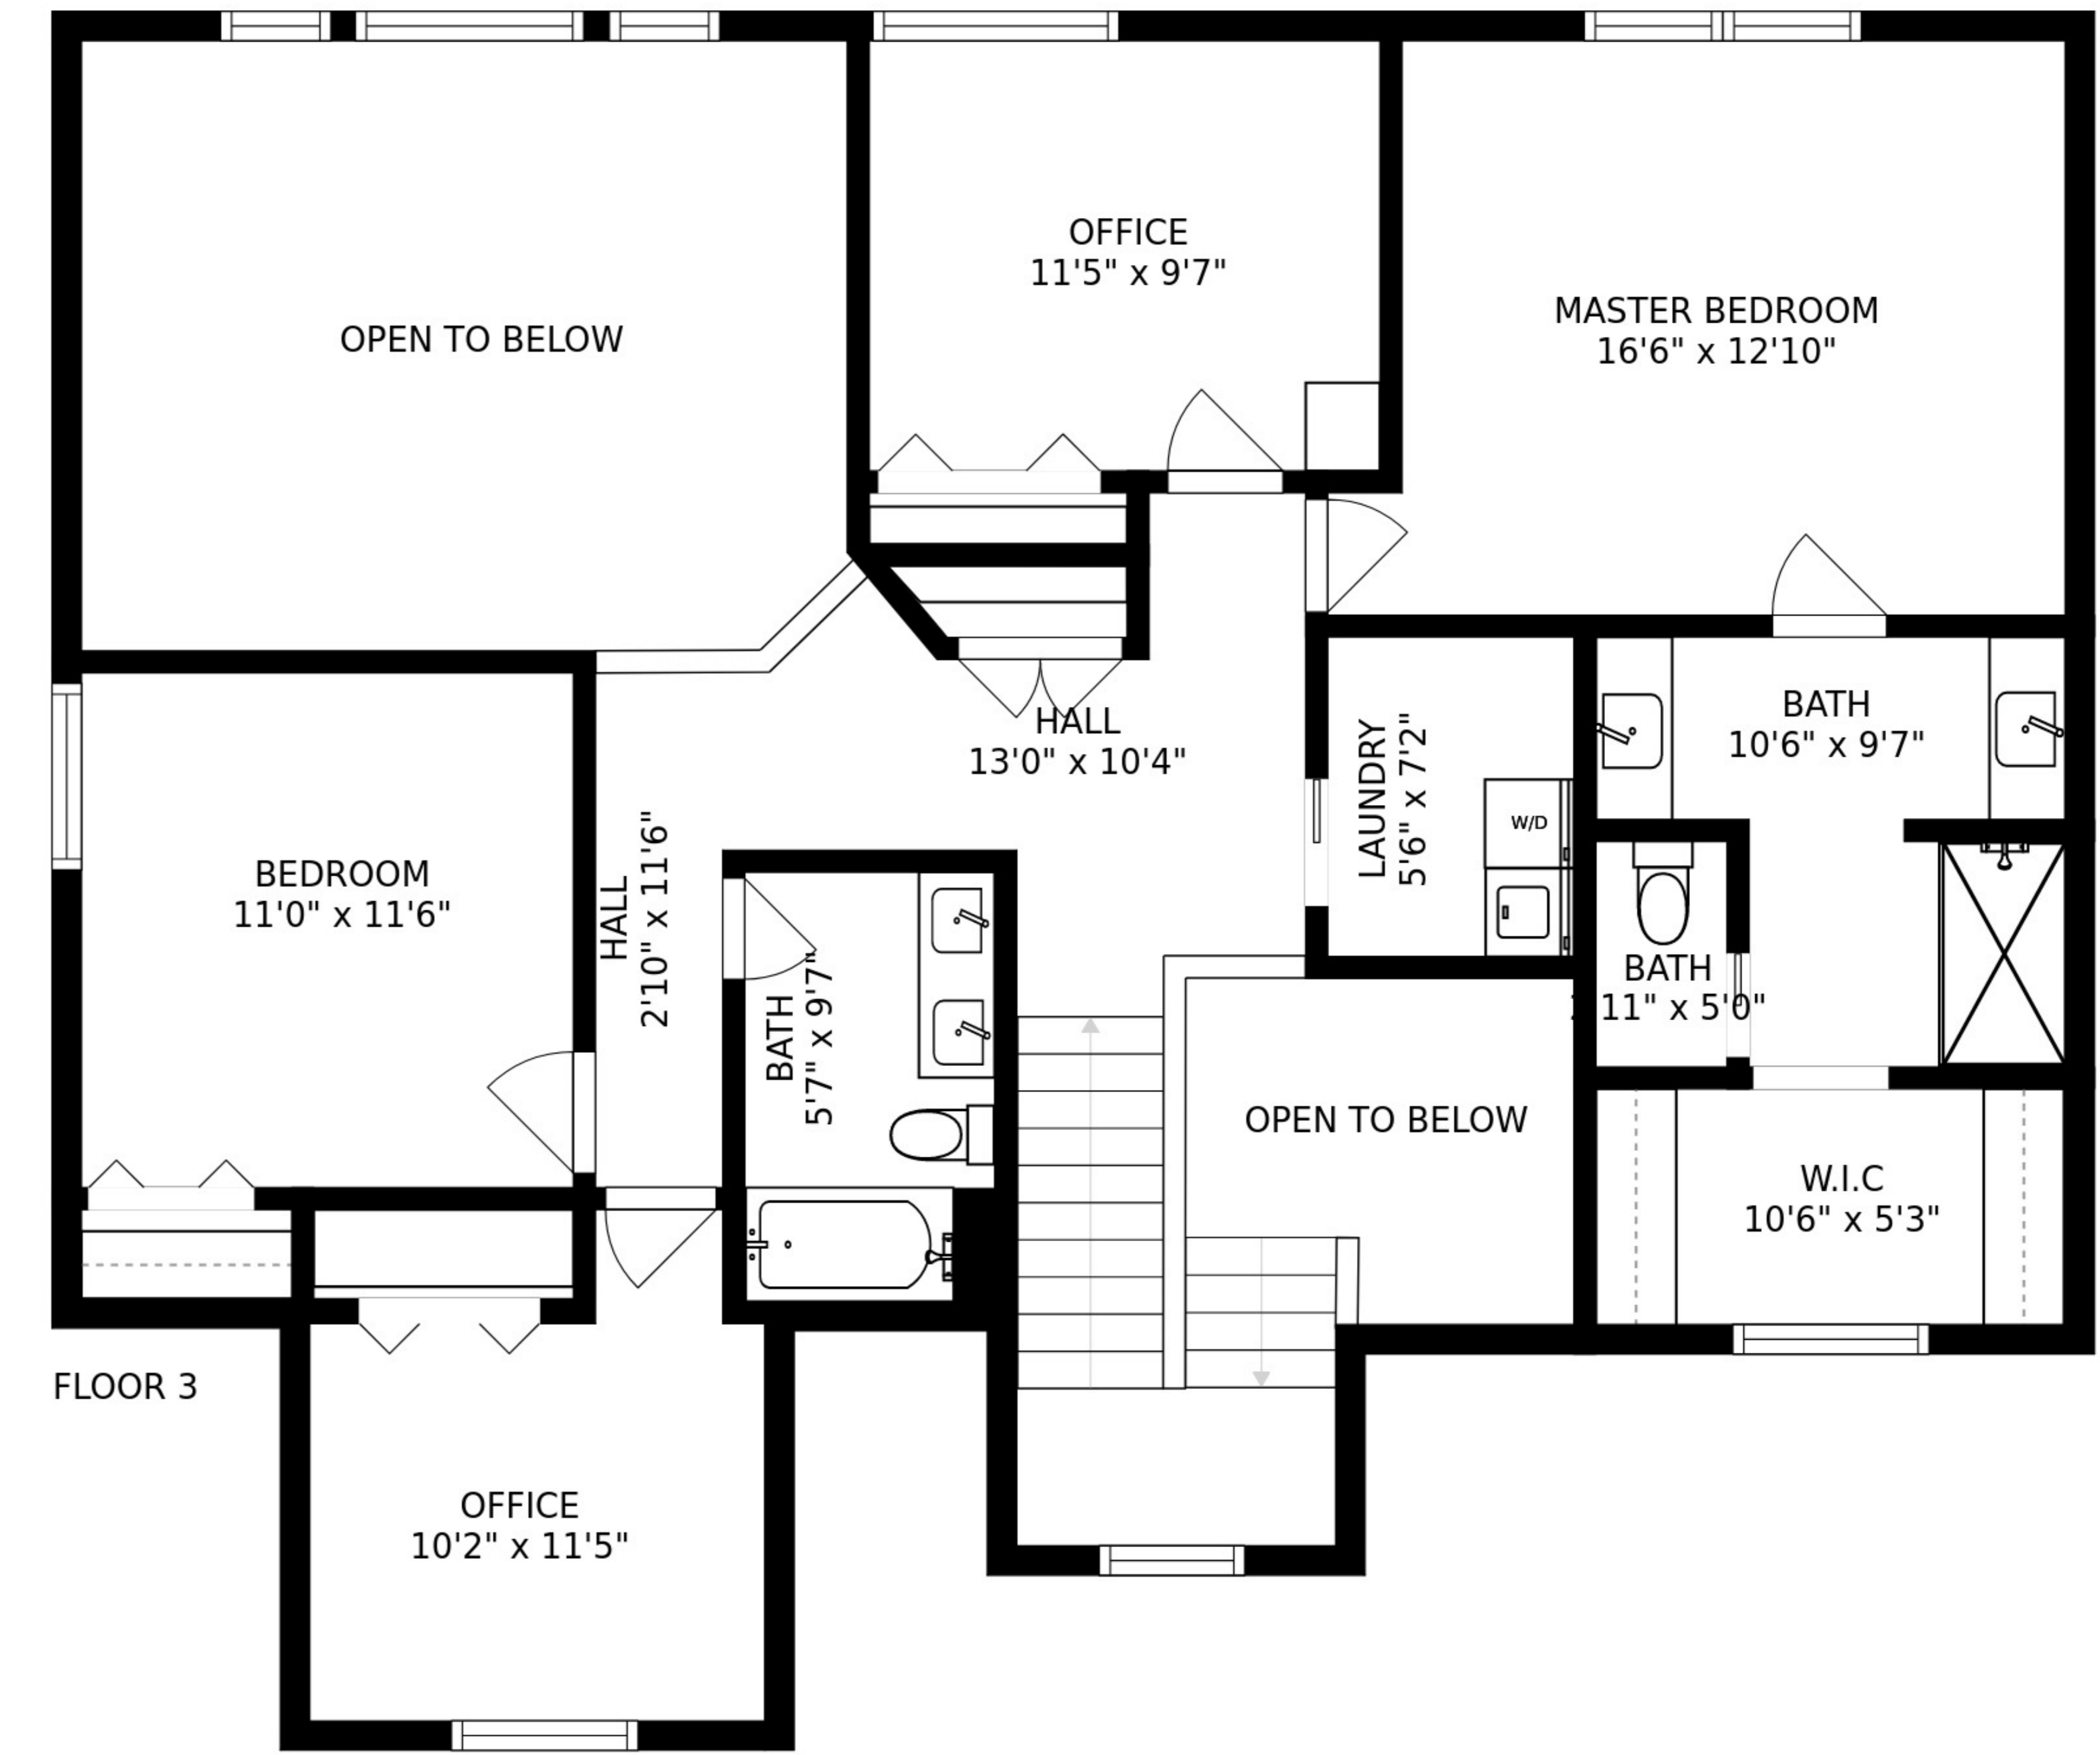 OFFICE
11'5" x 9'7"
MASTER BEDROOM
16'6" x 12'10"
OPEN TO BELOW
HALL
13'0" x 10'4"
LAUNDRY
5'6" x 7'2"
BATH
10'6" x 9'7"
W/D
BEDROOM
11'0" x 11'6"
HALL
2'10" x 11'6"
BATH
5'7" x 9'7"
BATH
11" x 5'0"
OPEN TO BELOW
W.I.C
10'6" x 5'3"
FLOOR 3
OFFICE
10'2" x 11'5"